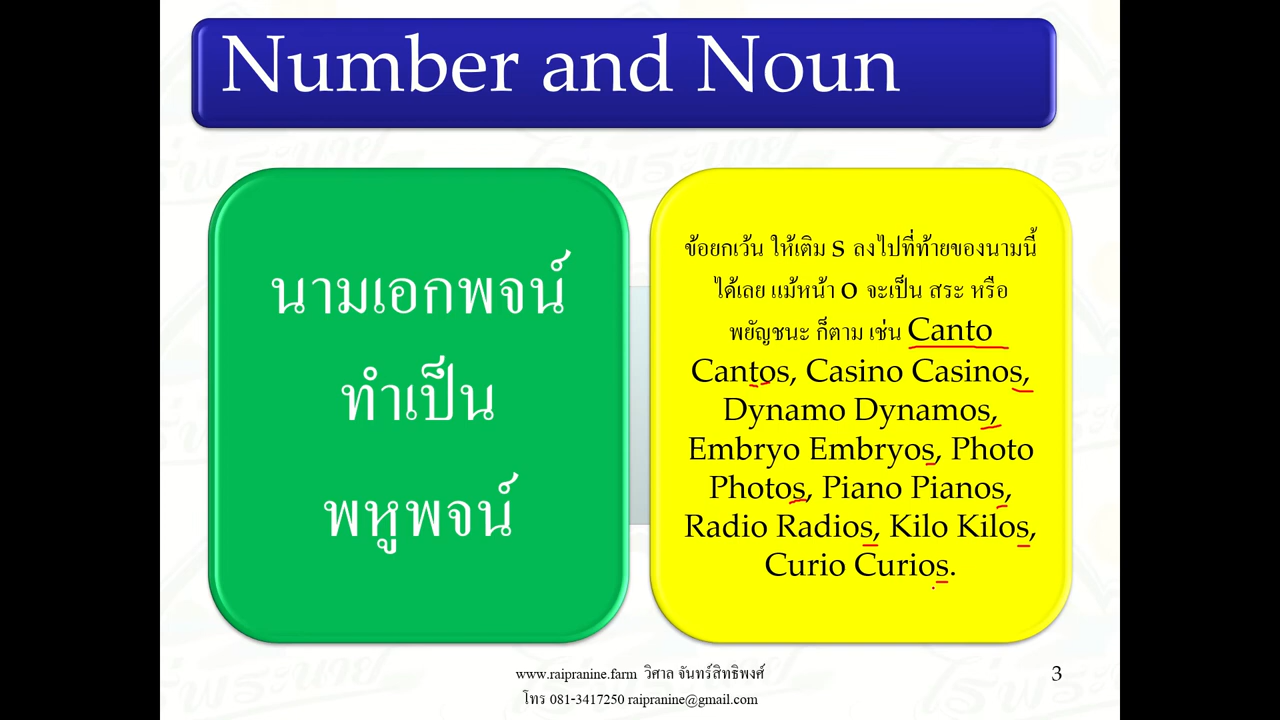 Number and Noun
นามเอกพจน์
ทำเป็น
พหูพจน์
ข้อยกเว้น ให้เติม s ลงไปที่ท้ายของนามนี้
ได้เลย แม้หน้า o จะเป็น สระ หรือ
พยัญชนะ ก็ตาม เช่น Canto
Cantos, Casino Casinos,
Dynamo Dynamos,
Embryo Embryos, Photo
Photos, Piano Pianos,
Radio Radios, Kilo Kilos,
Curio Curios.
www.raipranine.farm วิศาล จันทร์สิทธิพงศ์
โทร 081-3417250 raipranine@gmail.com
3